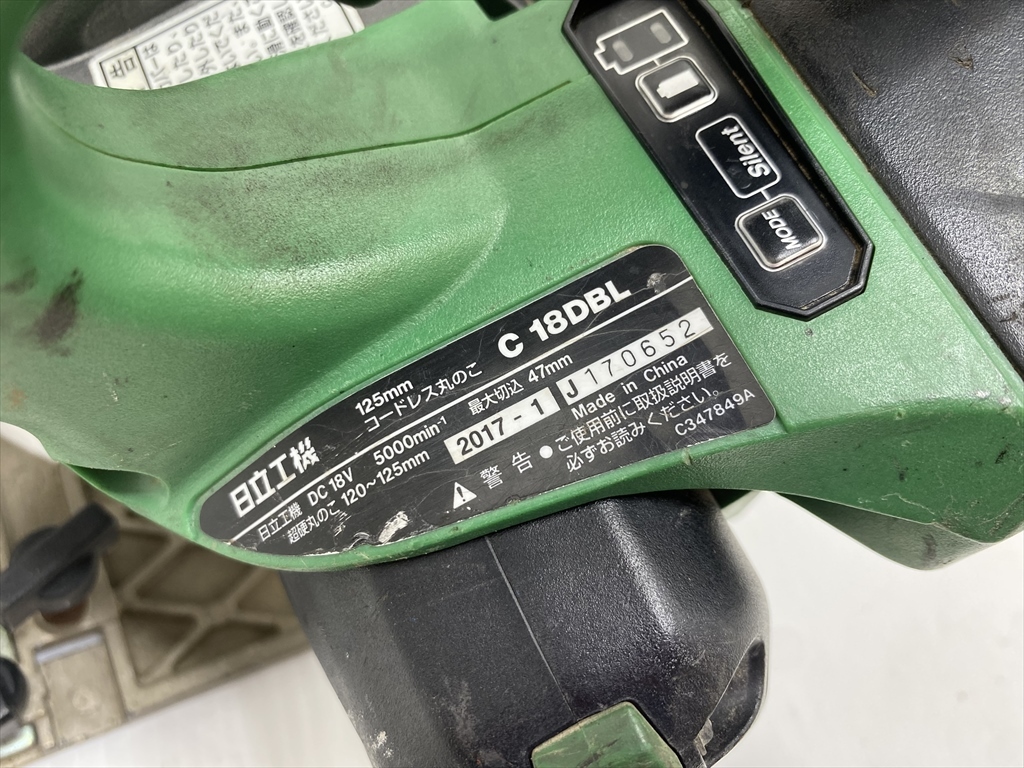 Silent
MODE
C 18DBL
125mm
コードレス丸のこ
日立工機
日立工機 DC 18V 5000min-1 最大切込 47mm
超硬丸のこ 120～125mm 2017 - 1 J 170652
Made in China
警告 ●ご使用前に取扱説明書を
必ずお読みください。
C347849A